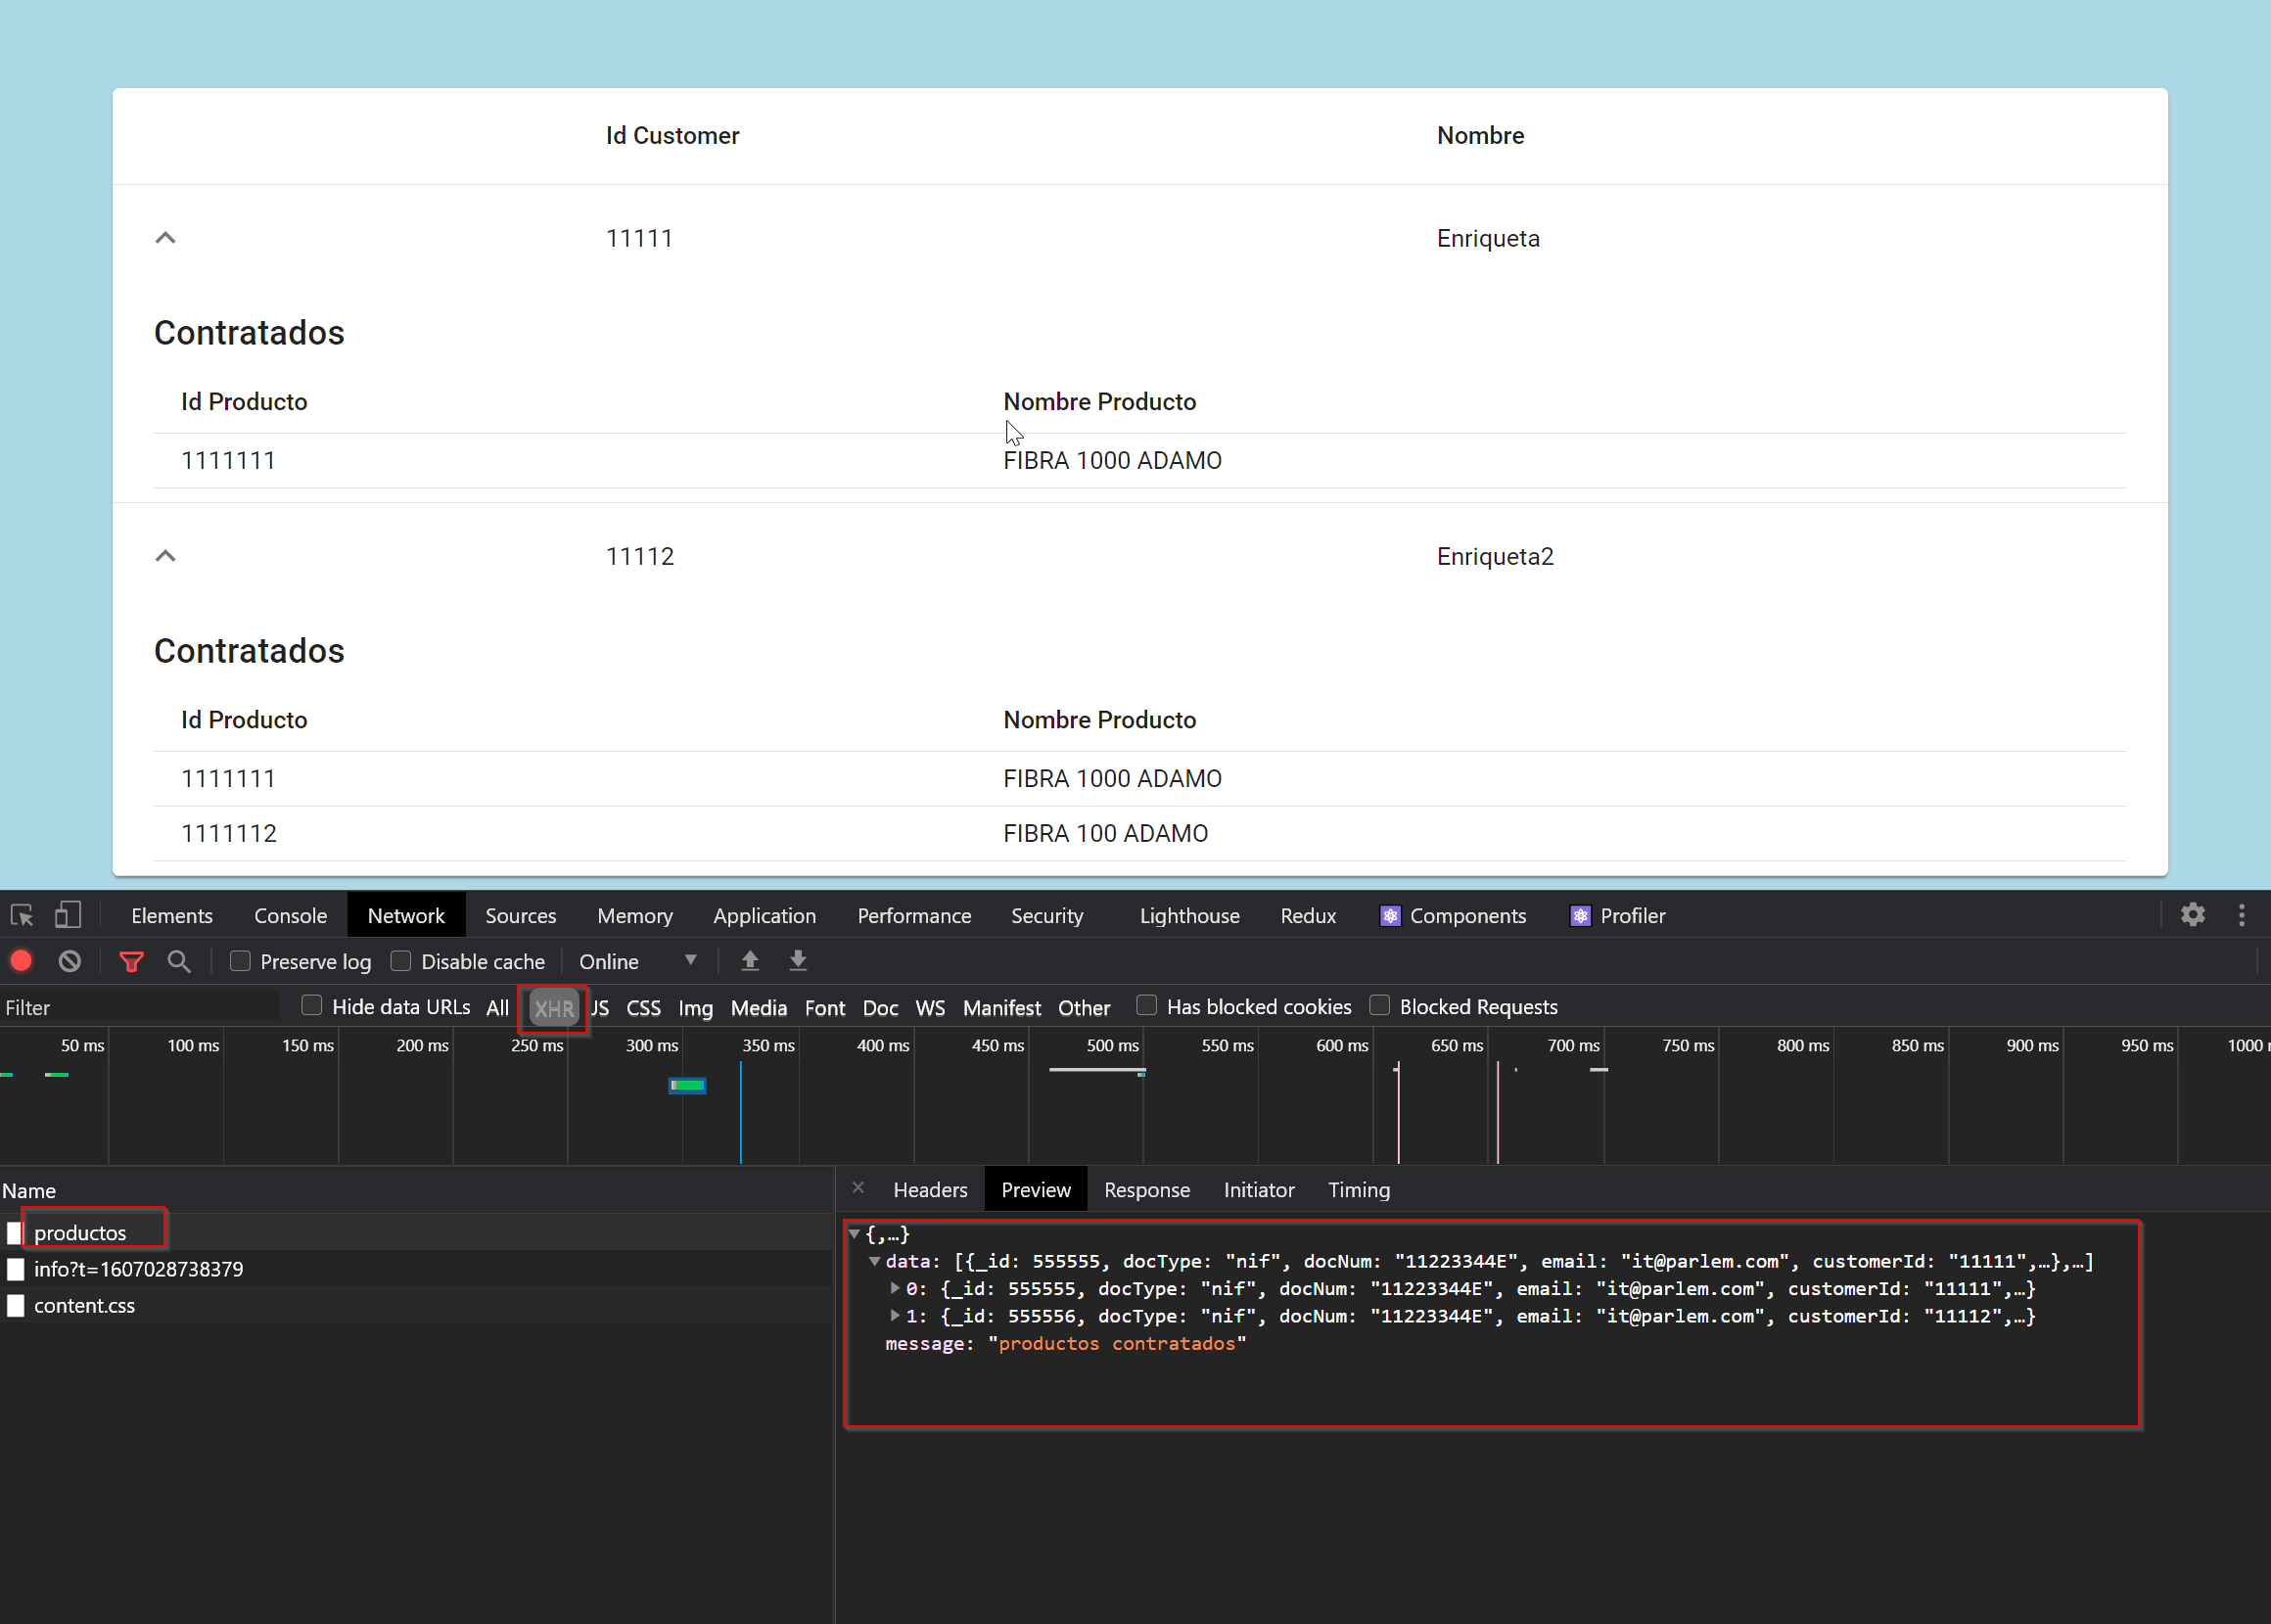 Id Customer Nombre
11111 Enriqueta
Contratados
Id Producto Nombre Producto
1111111 FIBRA 1000 ADAMO
11112 Enriqueta2
Contratados
Id Producto Nombre Producto
1111111 FIBRA 1000 ADAMO
1111112 FIBRA 100 ADAMO
Elements Console Network Sources Memory Application Performance Security Lighthouse Redux Components Profiler
Preserve log Disable cache Online
Filter Hide data URLs All XHR JS CSS Img Media Font Doc WS Manifest Other Has blocked cookies Blocked Requests
50 ms 100 ms 150 ms 200 ms 250 ms 300 ms 350 ms 400 ms 450 ms 500 ms 550 ms 600 ms 650 ms 700 ms 750 ms 800 ms 850 ms 900 ms 950 ms 1000
Name Headers Preview Response Initiator Timing
productos
info?t=1607028738379
content.css
{,…}
data: [{_id: 555555, docType: "nif", docNum: "11223344E", email: "it@parlem.com", customerId: "11111",…},…]
0: {_id: 555555, docType: "nif", docNum: "11223344E", email: "it@parlem.com", customerId: "11111",…}
1: {_id: 555556, docType: "nif", docNum: "11223344E", email: "it@parlem.com", customerId: "11112",…}
message: "productos contratados"